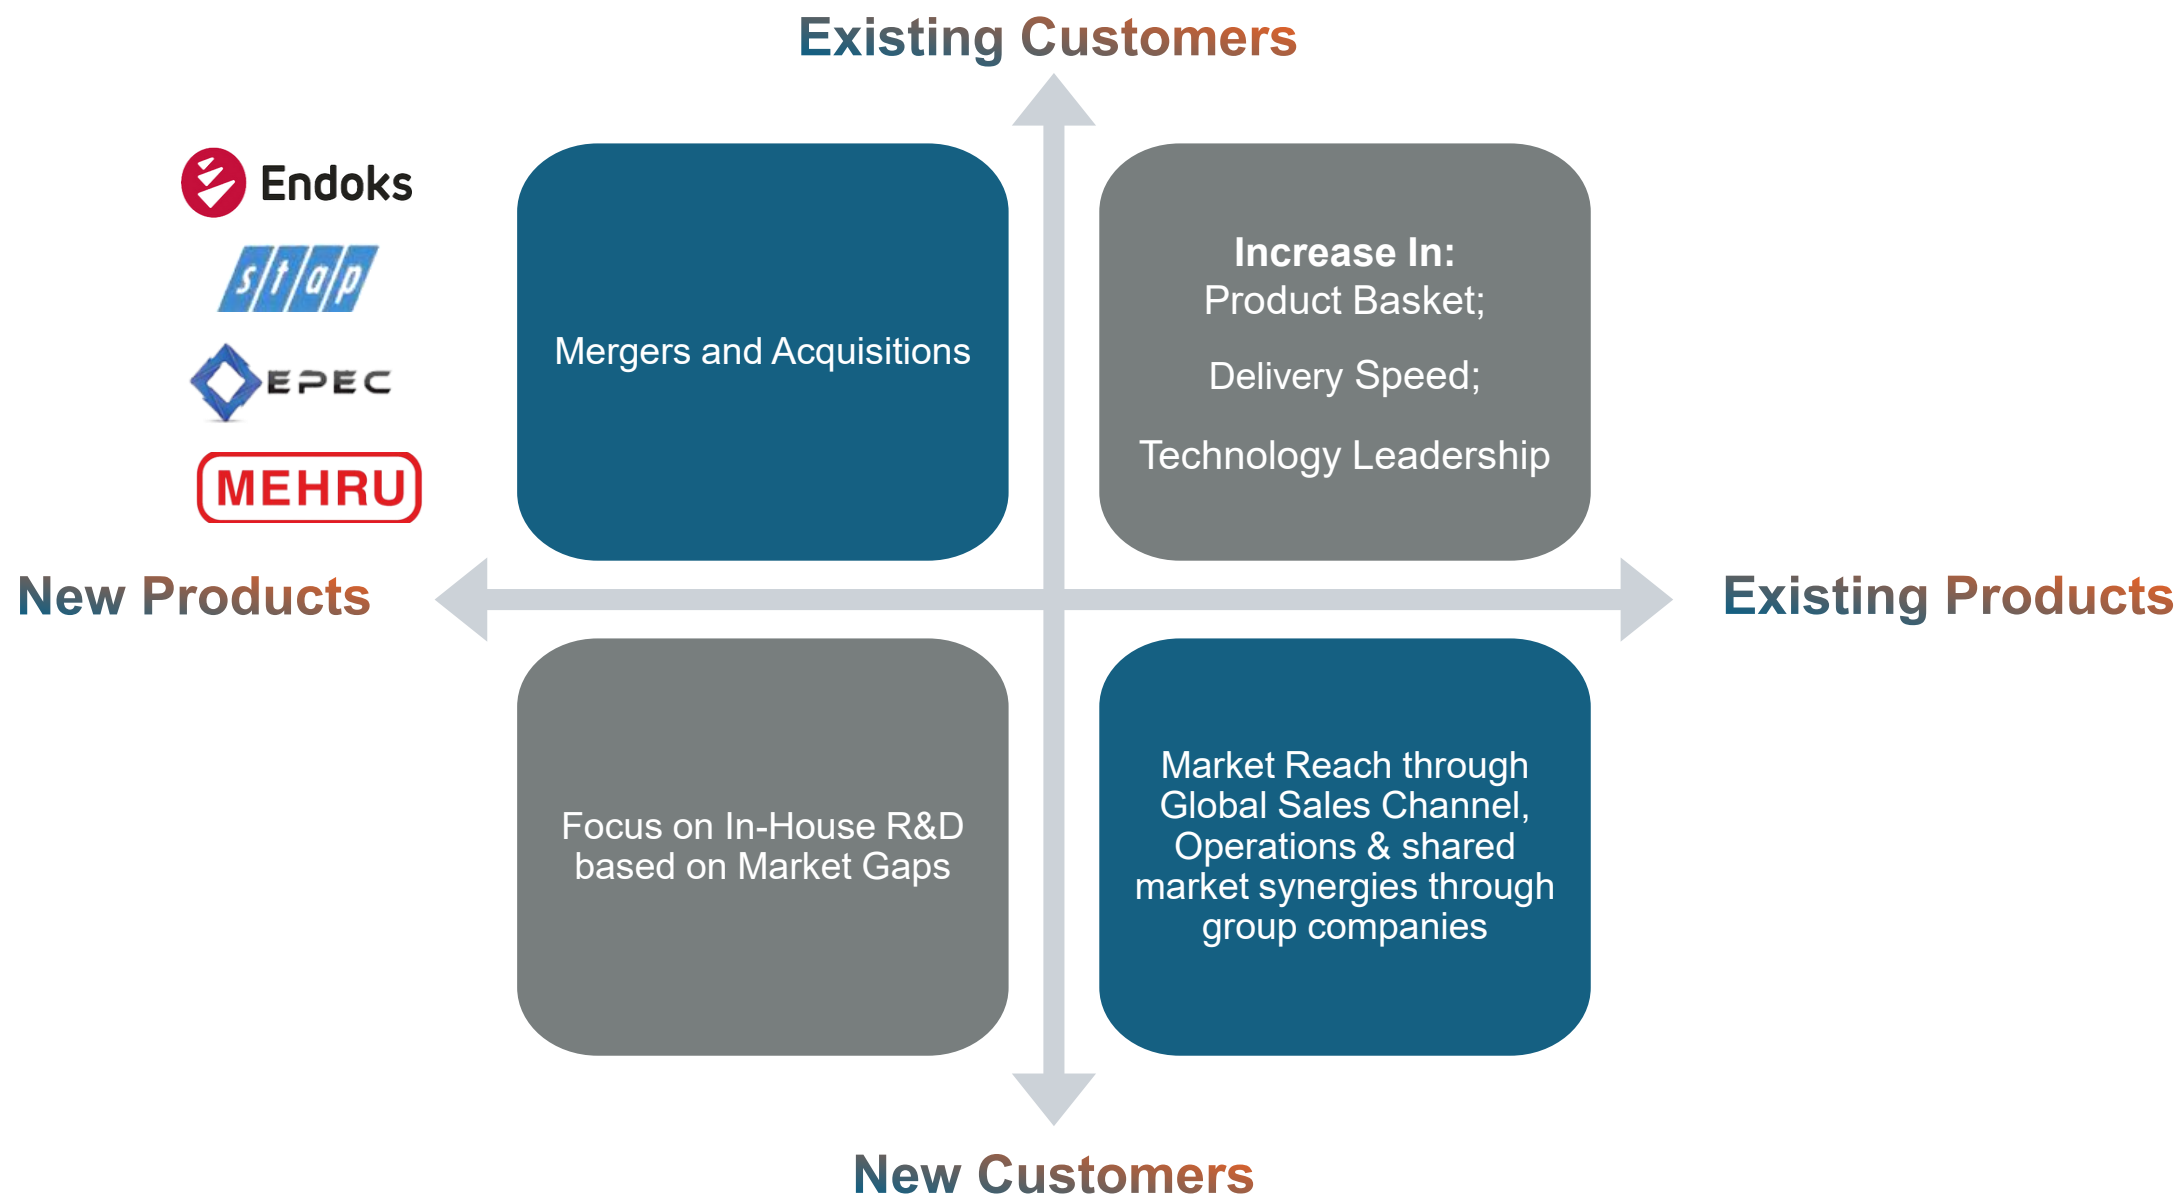 Existing Customers
Endoks
stap
EPEC
MEHRU
Mergers and Acquisitions
Increase In:
Product Basket;
Delivery Speed;
Technology Leadership
New Products
Existing Products
Focus on In-House R&D
based on Market Gaps
Market Reach through
Global Sales Channel,
Operations & shared
market synergies through
group companies
New Customers